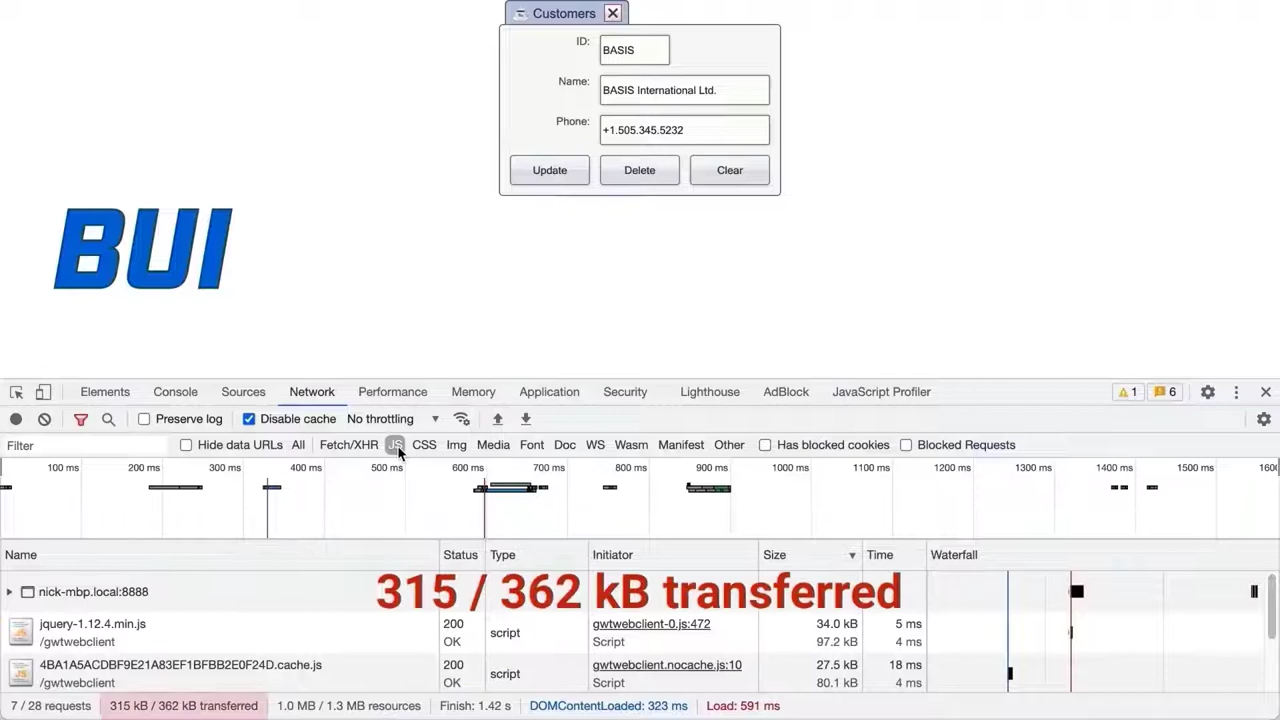 Customers
ID:
BASIS
Name:
BASIS International Ltd.
Phone:
+1.505.345.5232
Update Delete Clear
BUI
Elements Console Sources Network Performance Memory Application Security Lighthouse AdBlock JavaScript Profiler 1 6
Preserve log Disable cache No throttling
Filter Hide data URLs All Fetch/XHR JS CSS Img Media Font Doc WS Wasm Manifest Other Has blocked cookies Blocked Requests
100 ms 200 ms 300 ms 400 ms 500 ms 600 ms 700 ms 800 ms 900 ms 1000 ms 1100 ms 1200 ms 1300 ms 1400 ms 1500 ms 160
Name Status Type Initiator Size Time Waterfall
nick-mbp.local:8888
315 / 362 kB transferred
jquery-1.12.4.min.js 200 script gwtwebclient-0.js:472 34.0 kB 5 ms
/gwtwebclient OK Script 97.2 kB 4 ms
4BA1A5ACDBF9E21A83EF1BFBB2E0F24D.cache.js 200 script gwtwebclient.nocache.js:10 27.5 kB 18 ms
/gwtwebclient OK Script 80.1 kB 4 ms
7 / 28 requests 315 kB / 362 kB transferred 1.0 MB / 1.3 MB resources Finish: 1.42 s DOMContentLoaded: 323 ms Load: 591 ms